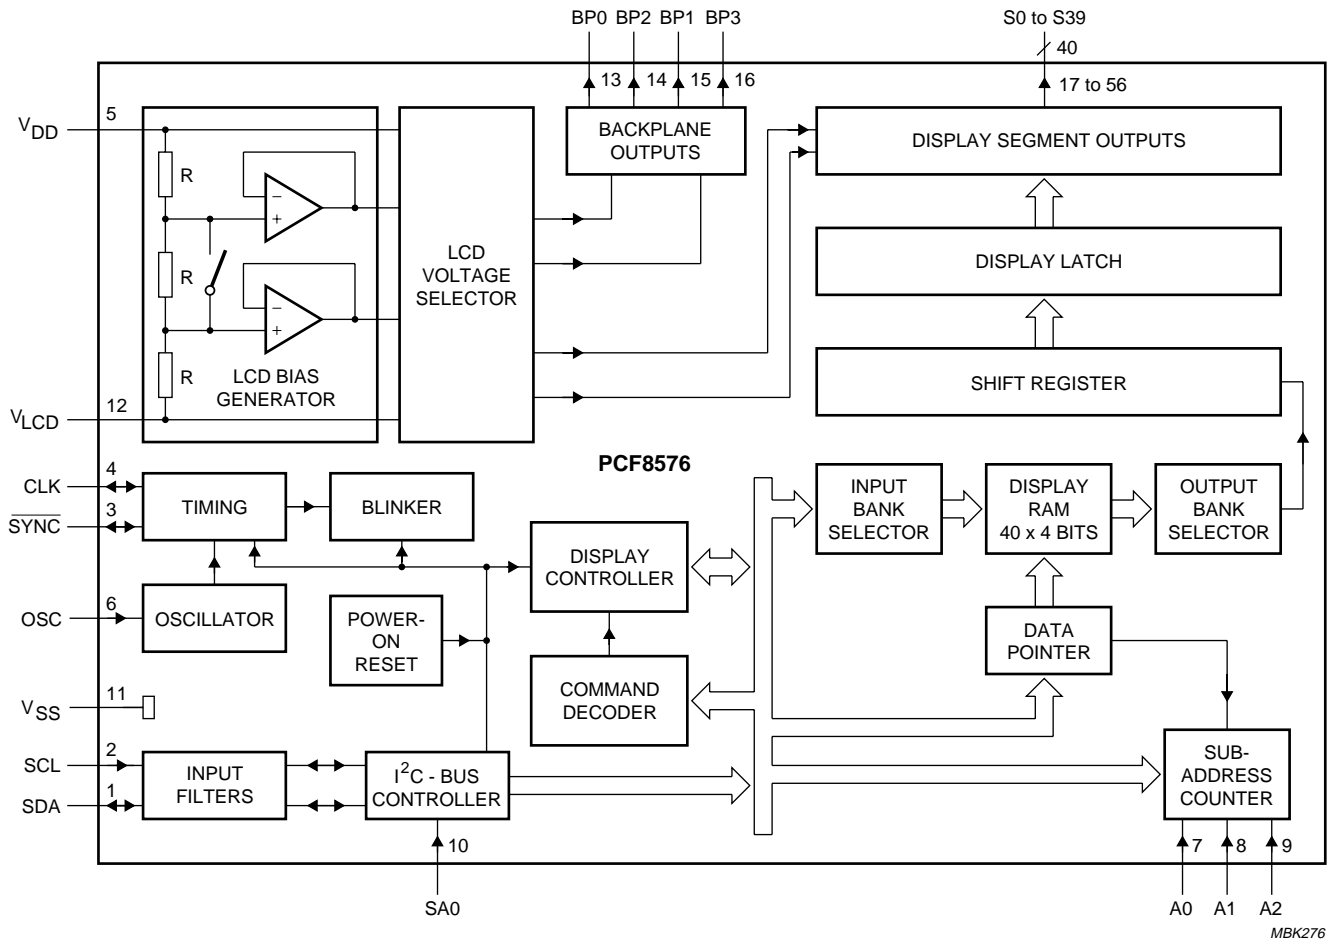 BP0 BP2 BP1 BP3
S0 to S39
40
13 14 15 16
17 to 56
VDD
5
BACKPLANE
OUTPUTS
DISPLAY SEGMENT OUTPUTS
R
−
+
LCD
VOLTAGE
SELECTOR
DISPLAY LATCH
R
−
+
R
LCD BIAS
GENERATOR
SHIFT REGISTER
VLCD
12
PCF8576
CLK
4
SYNC
3
TIMING
BLINKER
INPUT
BANK
SELECTOR
DISPLAY
RAM
40 x 4 BITS
OUTPUT
BANK
SELECTOR
DISPLAY
CONTROLLER
OSC
6
OSCILLATOR
POWER-
ON
RESET
DATA
POINTER
COMMAND
DECODER
VSS
11
SCL
2
SDA
1
INPUT
FILTERS
I2C - BUS
CONTROLLER
SUB-
ADDRESS
COUNTER
10
7 8 9
SA0
A0 A1 A2
MBK276